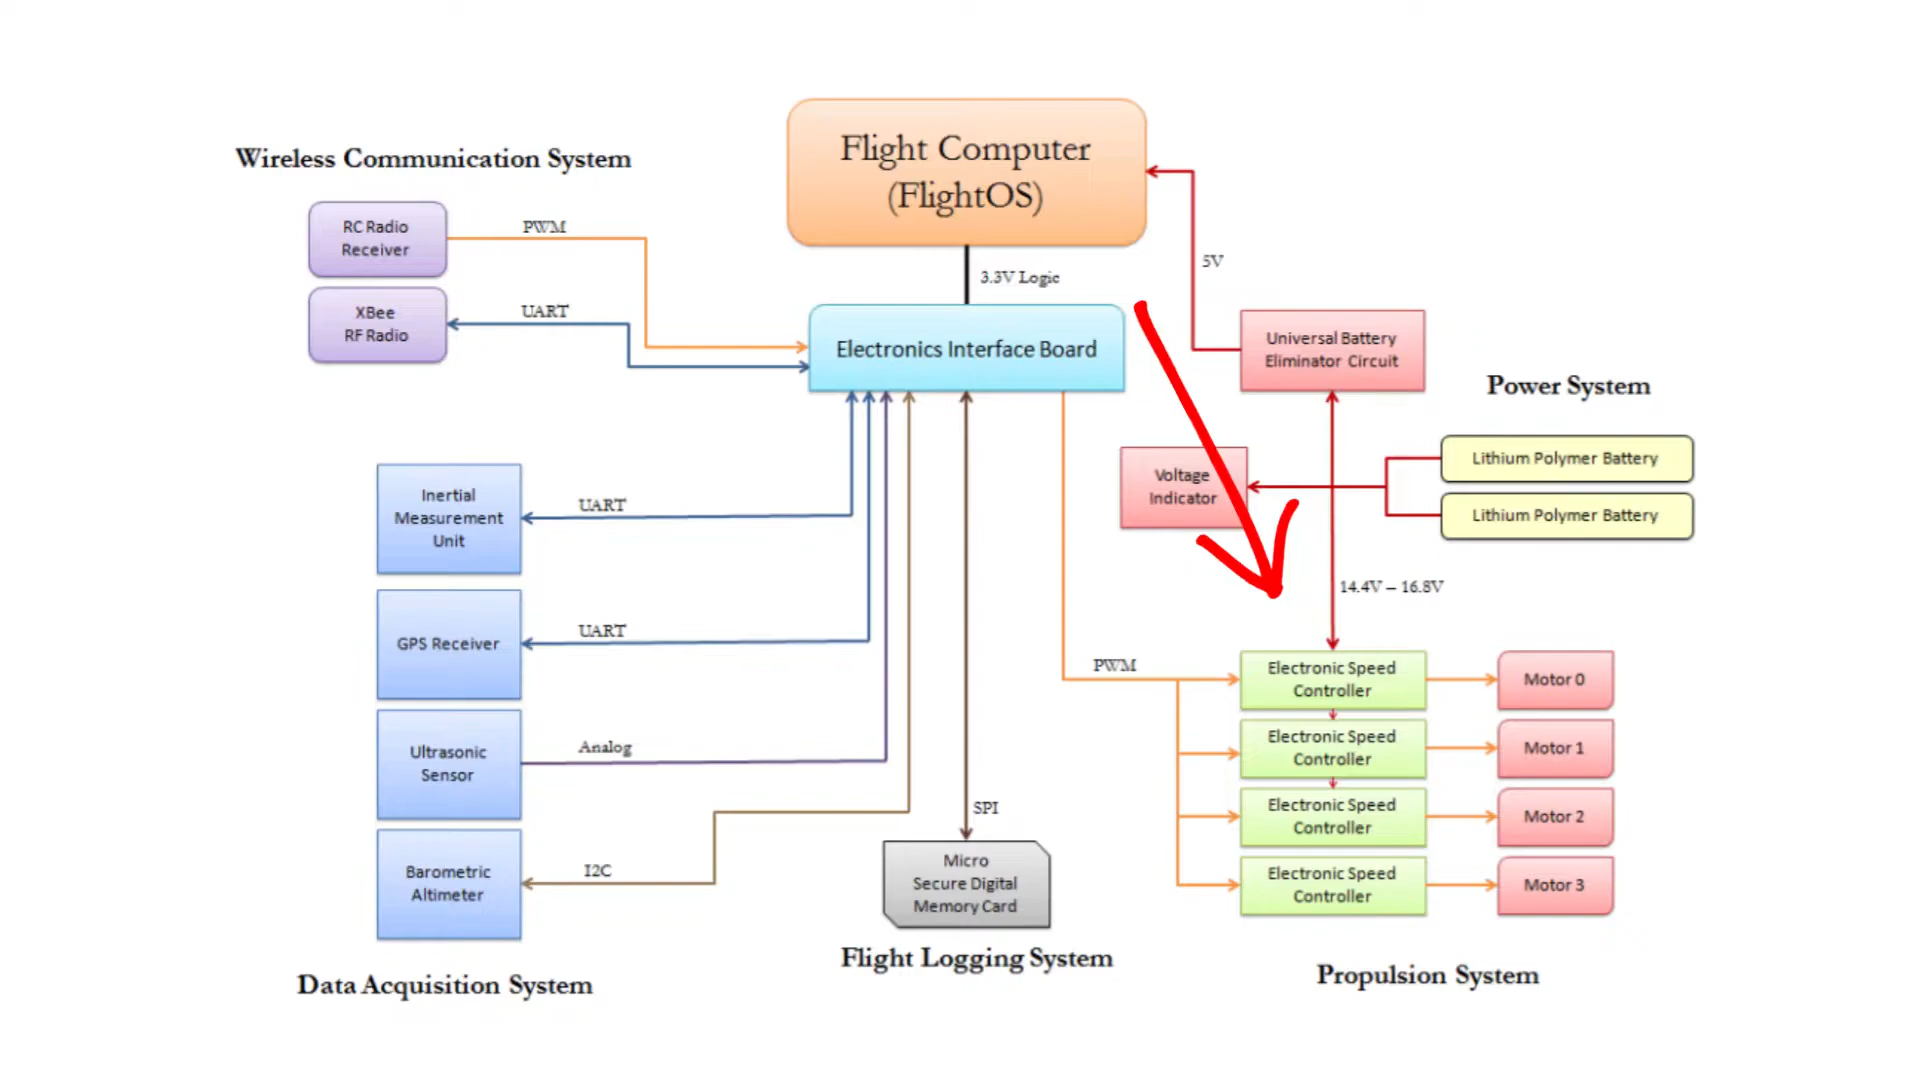 Flight Computer
(FlightOS)
Wireless Communication System
RC Radio
Receiver
PWM
5V
3.3V Logic
XBee
RF Radio
UART
Electronics Interface Board
Universal Battery
Eliminator Circuit
Power System
Lithium Polymer Battery
Lithium Polymer Battery
Voltage
Indicator
Inertial
Measurement
Unit
UART
14.4V – 16.8V
GPS Receiver
UART
PWM
Electronic Speed
Controller
Motor 0
Electronic Speed
Controller
Motor 1
Ultrasonic
Sensor
Analog
Electronic Speed
Controller
Motor 2
SPI
Barometric
Altimeter
I2C
Micro
Secure Digital
Memory Card
Electronic Speed
Controller
Motor 3
Flight Logging System
Propulsion System
Data Acquisition System